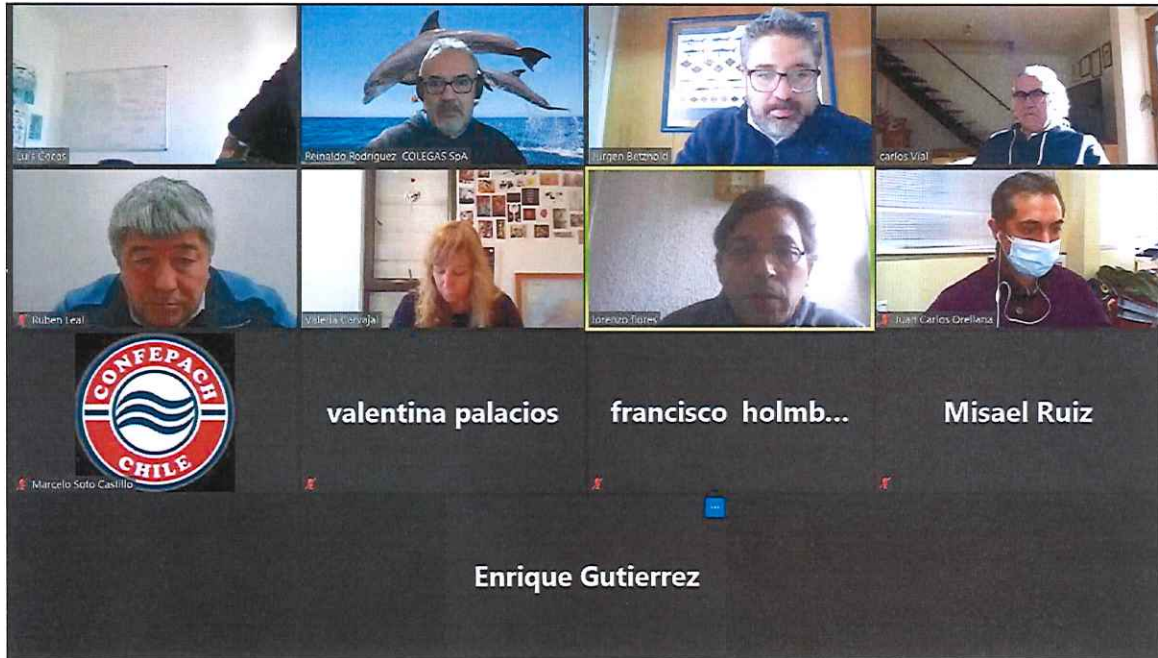 Luis Cocas
Reinaldo Rodriguez COLEGAS SpA
Jurgen Betzhold
carlos Vial
Ruben Leal
Valeria Carvajal
lorenzo flores
Juan Carlos Orellana
CONFEPACH
CHILE
Marcelo Soto Castillo
valentina palacios
francisco holmb...
Misael Ruiz
Enrique Gutierrez